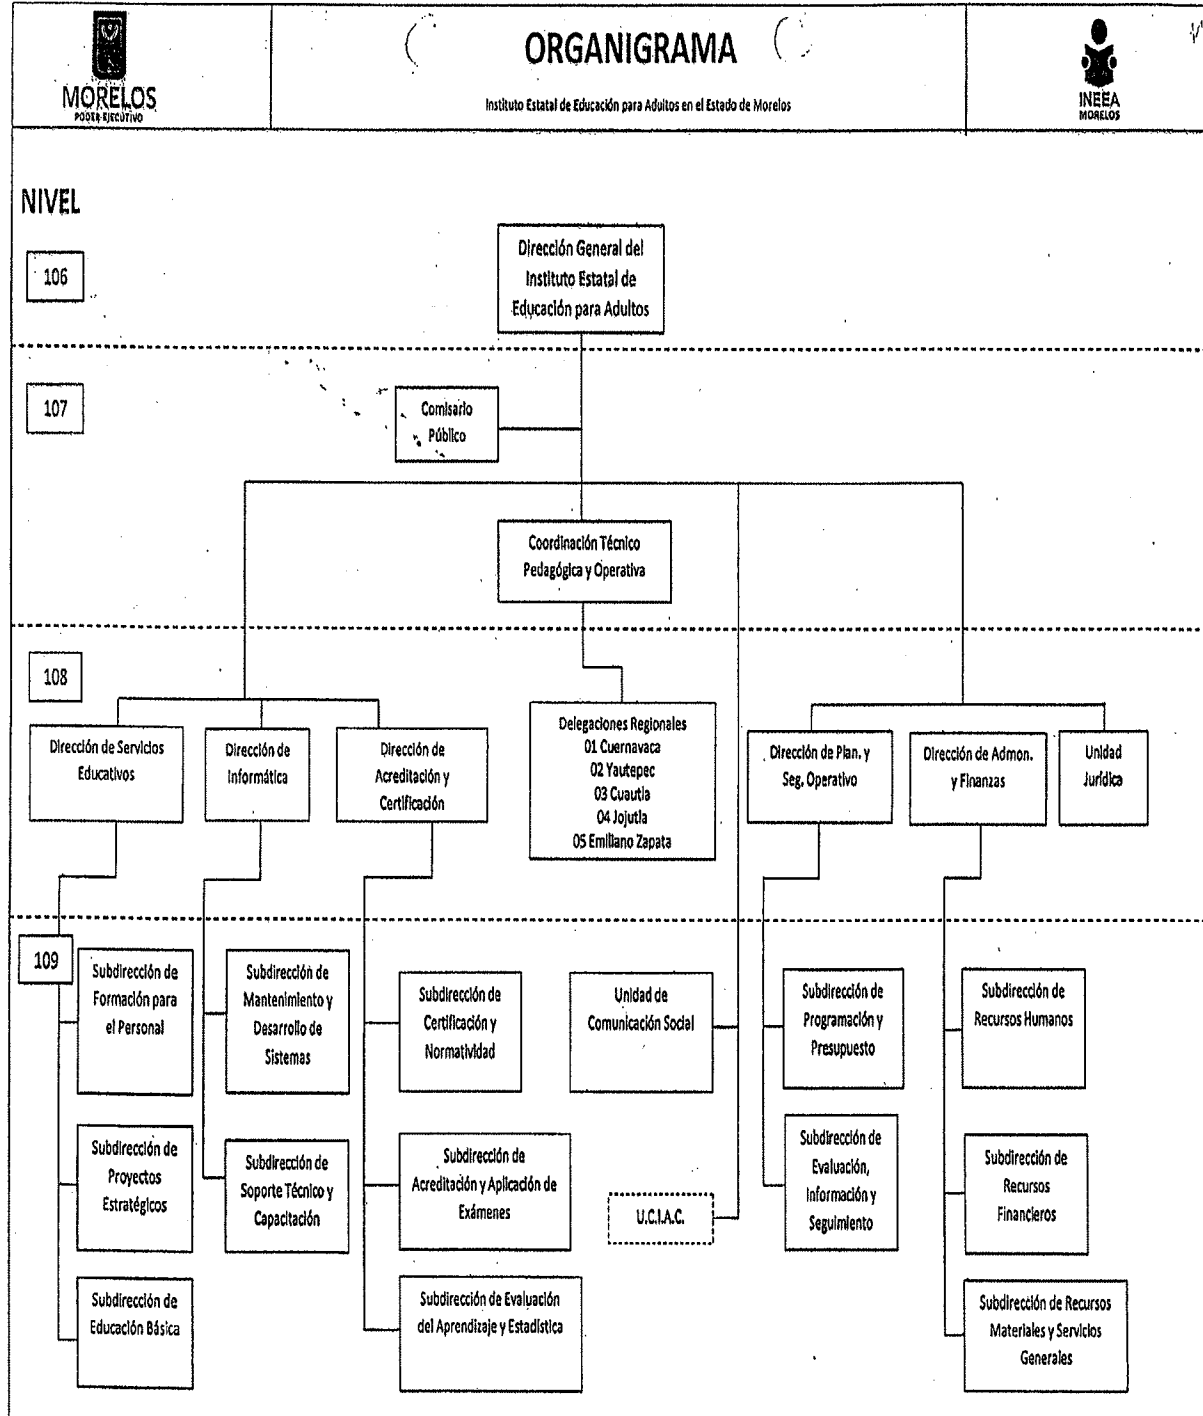 MORELOS
PODER EJECUTIVO
ORGANIGRAMA
Instituto Estatal de Educación para Adultos en el Estado de Morelos
INEEA
MORELOS
NIVEL
106
Dirección General del
Instituto Estatal de
Educación para Adultos
107
Comisario
Público
Coordinación Técnico
Pedagógica y Operativa
108
Dirección de Servicios
Educativos
Dirección de
Informática
Dirección de
Acreditación y
Certificación
Delegaciones Regionales
01 Cuernavaca
02 Yautepec
03 Cuautla
04 Jojutla
05 Emiliano Zapata
Dirección de Plan. y
Seg. Operativo
Dirección de Admon.
y Finanzas
Unidad
Jurídica
109
Subdirección de
Formación para
el Personal
Subdirección de
Mantenimiento y
Desarrollo de
Sistemas
Subdirección de
Certificación y
Normatividad
Unidad de
Comunicación Social
Subdirección de
Programación y
Presupuesto
Subdirección de
Recursos Humanos
Subdirección de
Proyectos
Estratégicos
Subdirección de
Soporte Técnico y
Capacitación
Subdirección de
Acreditación y Aplicación de
Exámenes
U.C.I.A.C.
Subdirección de
Evaluación,
Información y
Seguimiento
Subdirección de
Recursos
Financieros
Subdirección de
Educación Básica
Subdirección de Evaluación
del Aprendizaje y Estadística
Subdirección de Recursos
Materiales y Servicios
Generales